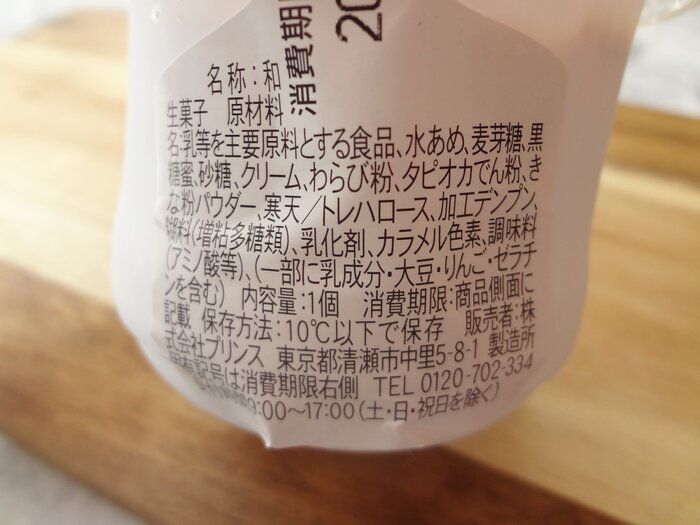 消費期
20
名称:和
生菓子 原材料
名:乳等を主要原料とする食品、水あめ、麦芽糖、黒
糖蜜、砂糖、クリーム、わらび粉、タピオカでん粉、き
な粉パウダー、寒天/トレハロース、加工デンプン、
糊料(増粘多糖類)、乳化剤、カラメル色素、調味料
(アミノ酸等)、(一部に乳成分・大豆・りんご・ゼラチ
ンを含む) 内容量:1個 消費期限:商品側面に
記載 保存方法:10℃以下で保存 販売者:株
式会社プリンス 東京都清瀬市中里5-8-1 製造所
固有記号は消費期限右側 TEL 0120-702-334
9:00~17:00(土・日・祝日を除く)